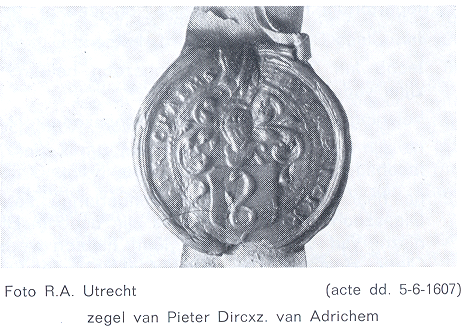 Foto R.A. Utrecht (acte dd. 5-6-1607)
zegel van Pieter Dircxz. van Adrichem